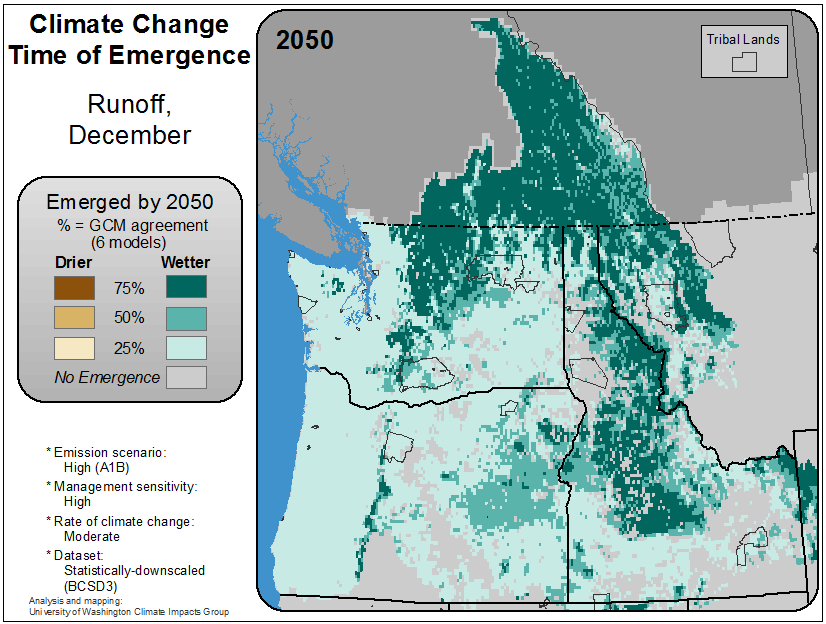 Climate Change
Time of Emergence
Runoff,
December
Emerged by 2050
% = GCM agreement
(6 models)
Drier Wetter
75%
50%
25%
No Emergence
* Emission scenario:
High (A1B)
* Management sensitivity:
High
* Rate of climate change:
Moderate
* Dataset:
Statistically-downscaled
(BCSD3)
Analysis and mapping:
University of Washington Climate Impacts Group
2050
Tribal Lands